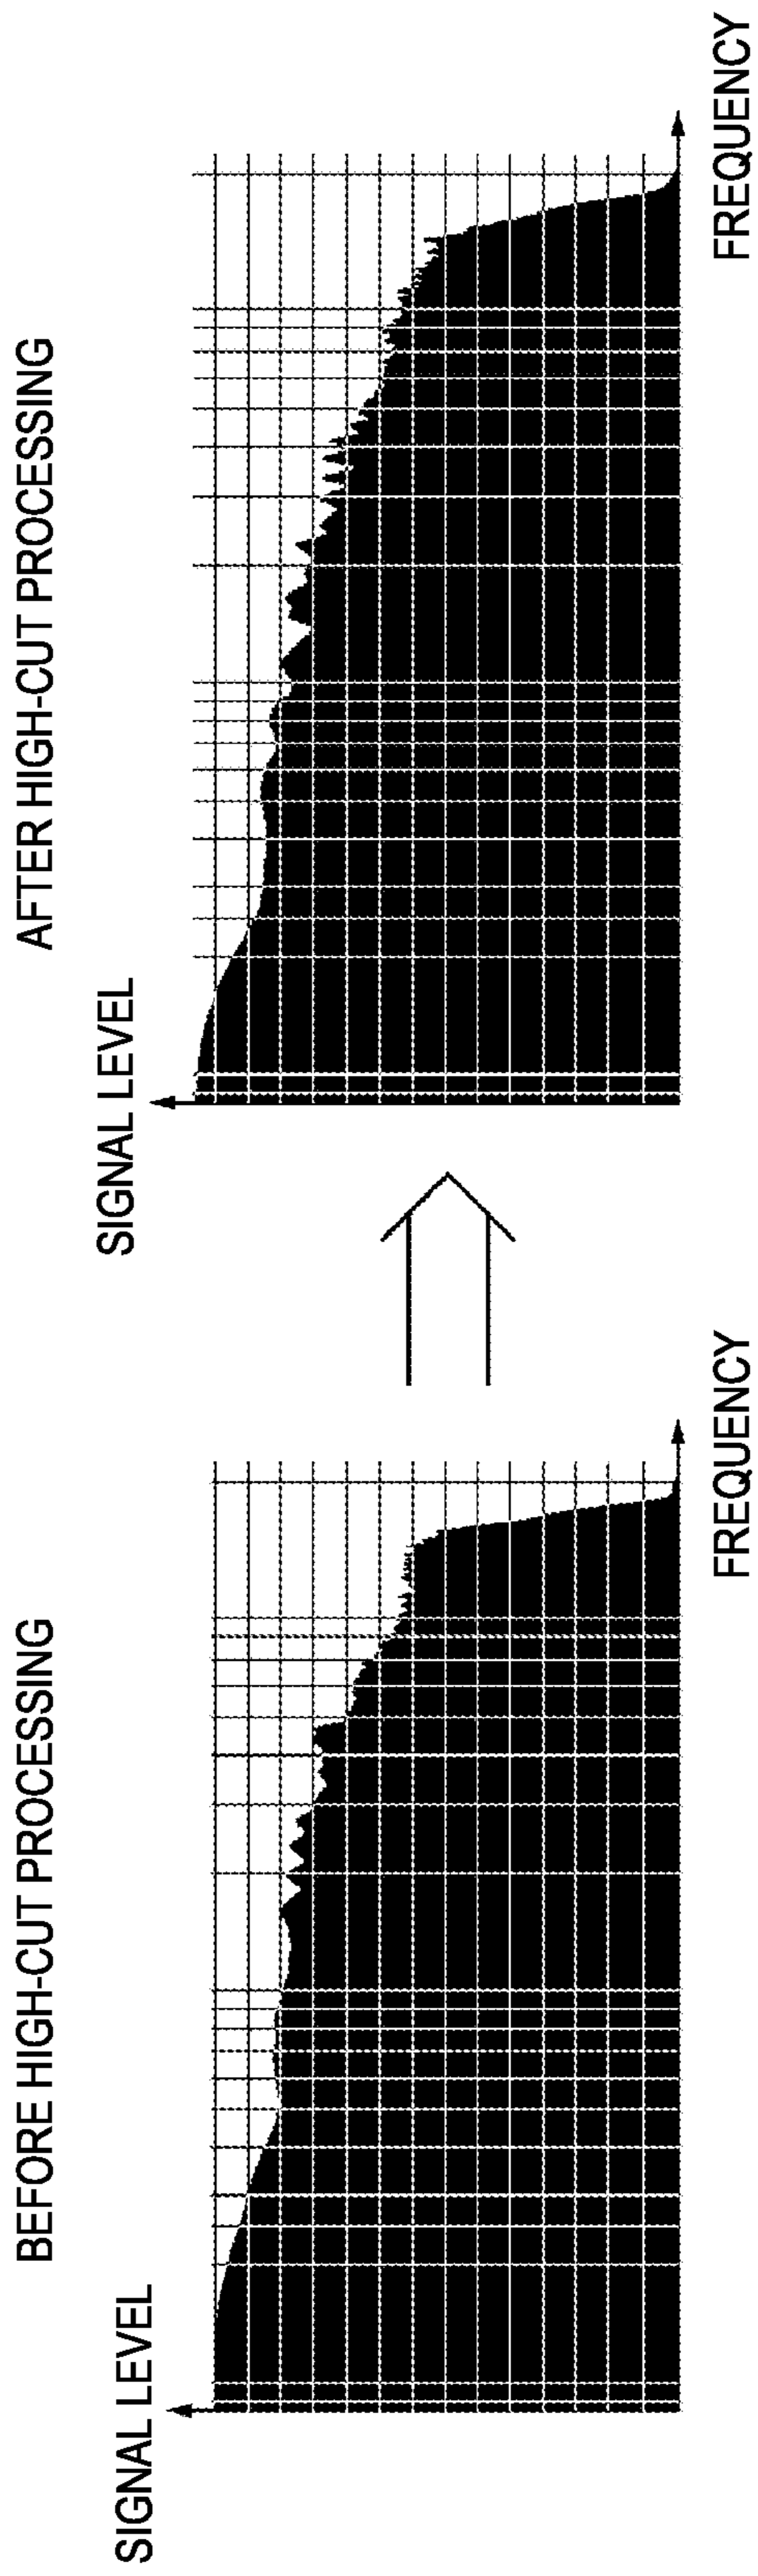 BEFORE HIGH-CUT PROCESSING
SIGNAL LEVEL
FREQUENCY
AFTER HIGH-CUT PROCESSING
SIGNAL LEVEL
FREQUENCY